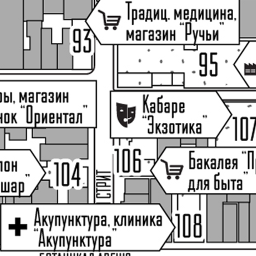 Традиц. медицина,
магазин "Ручьи"
93
95
магазин
"Ориентал"
Кабаре
"Экзотика"
107
106
104
СТРИТ
Бакалея
для быта"
Акупунктура, клиника
"Акупунктура"
108